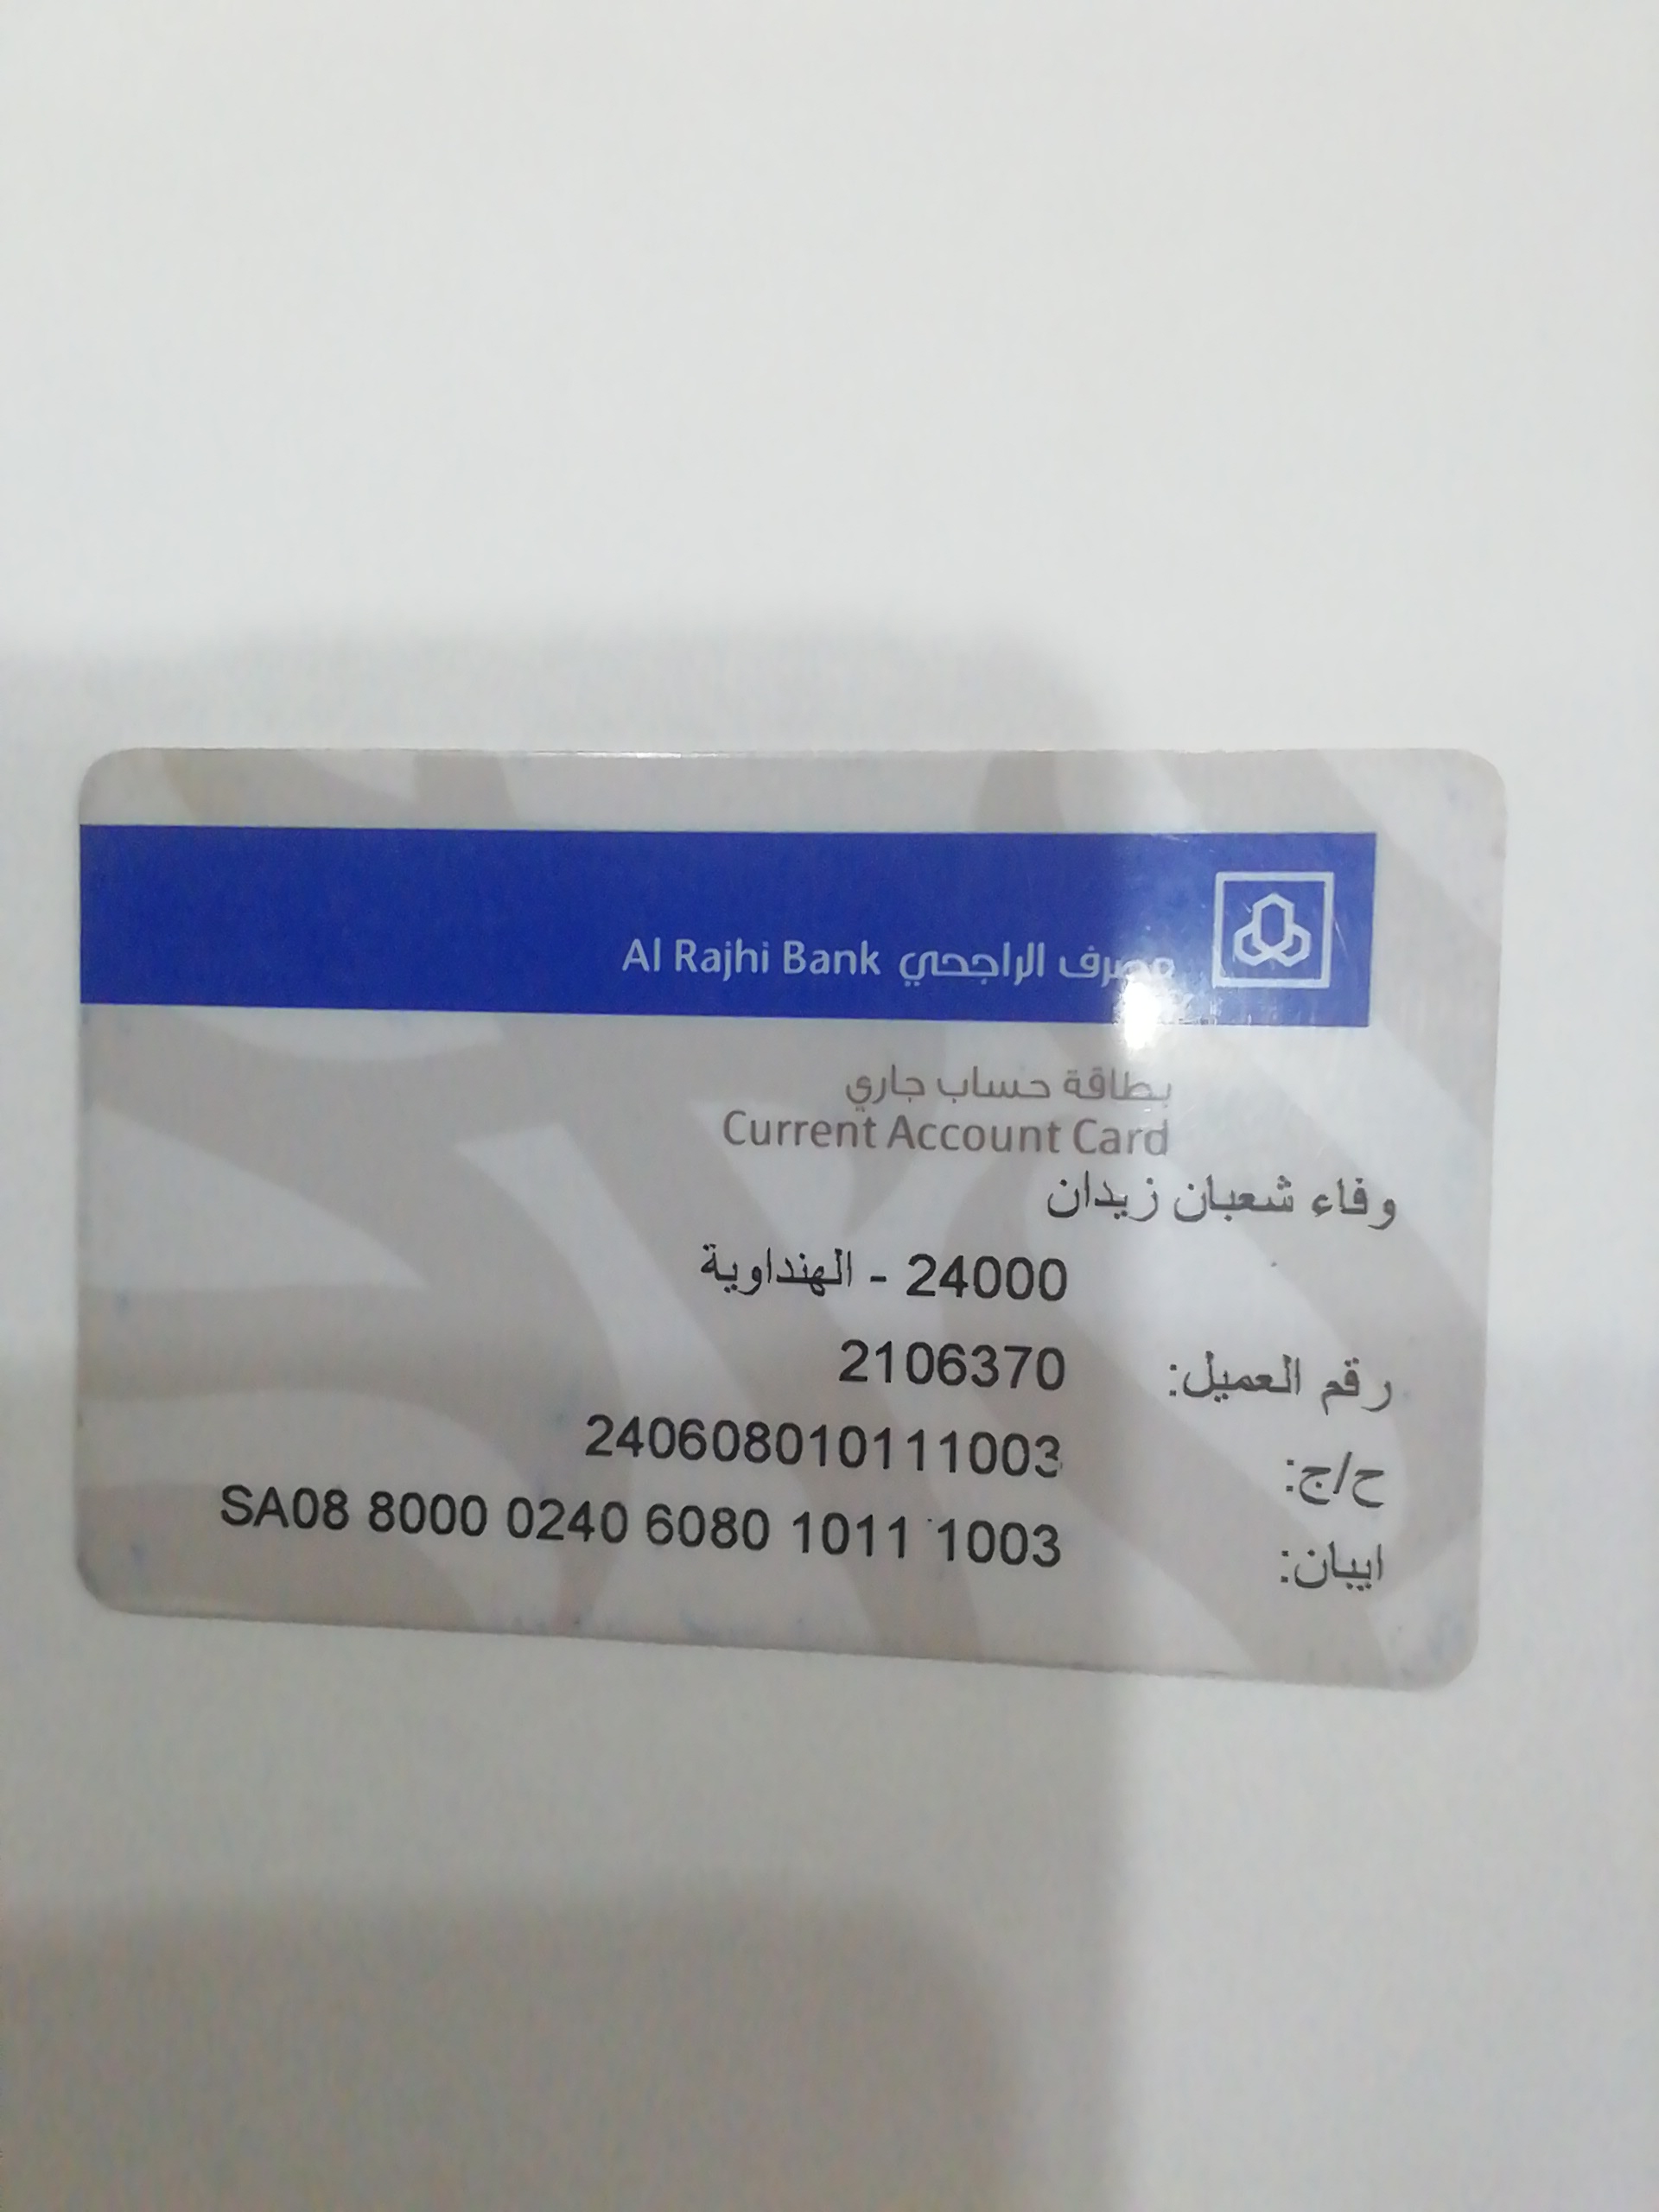 مصرف الراجحي Al Rajhi Bank
بطاقة حساب جاري
Current Account Card
وفاء شعبان زيدان
24000 - الهنداوية
رقم العميل: 2106370
ح/ج: 240608010111003
ايبان: SA08 8000 0240 6080 1011 1003